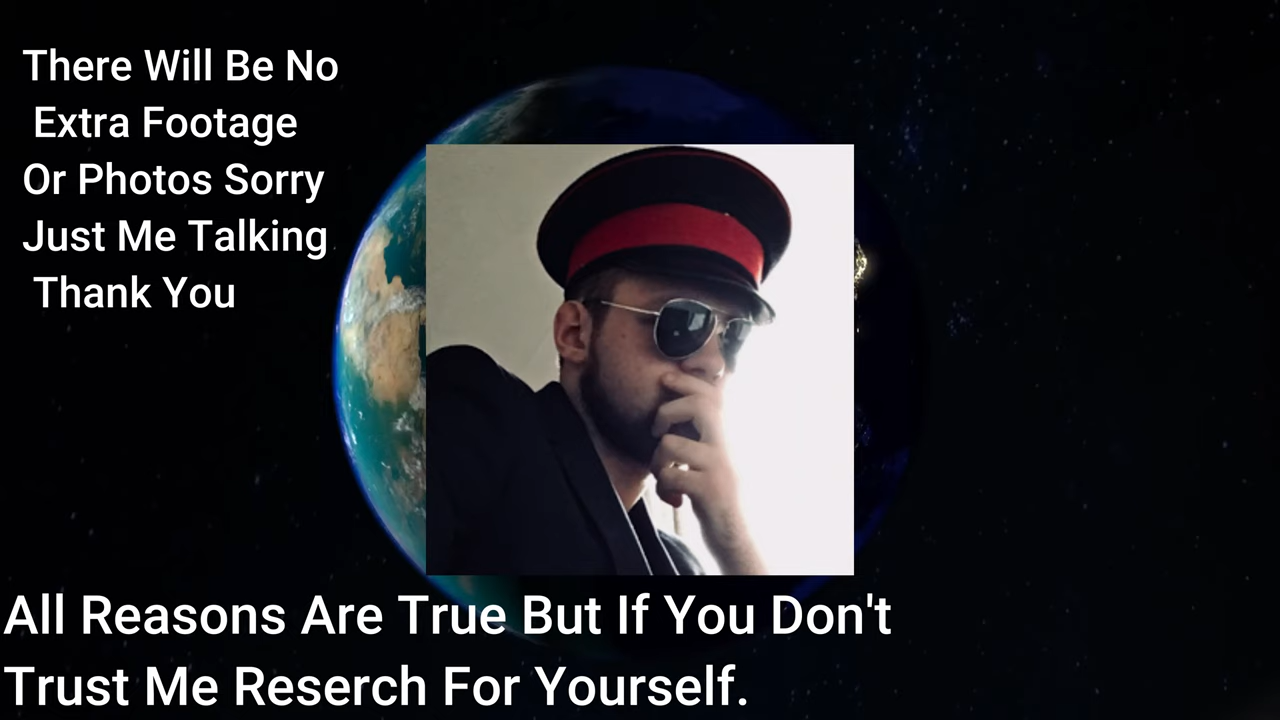 There Will Be No
Extra Footage
Or Photos Sorry
Just Me Talking
Thank You
All Reasons Are True But If You Don't
Trust Me Reserch For Yourself.